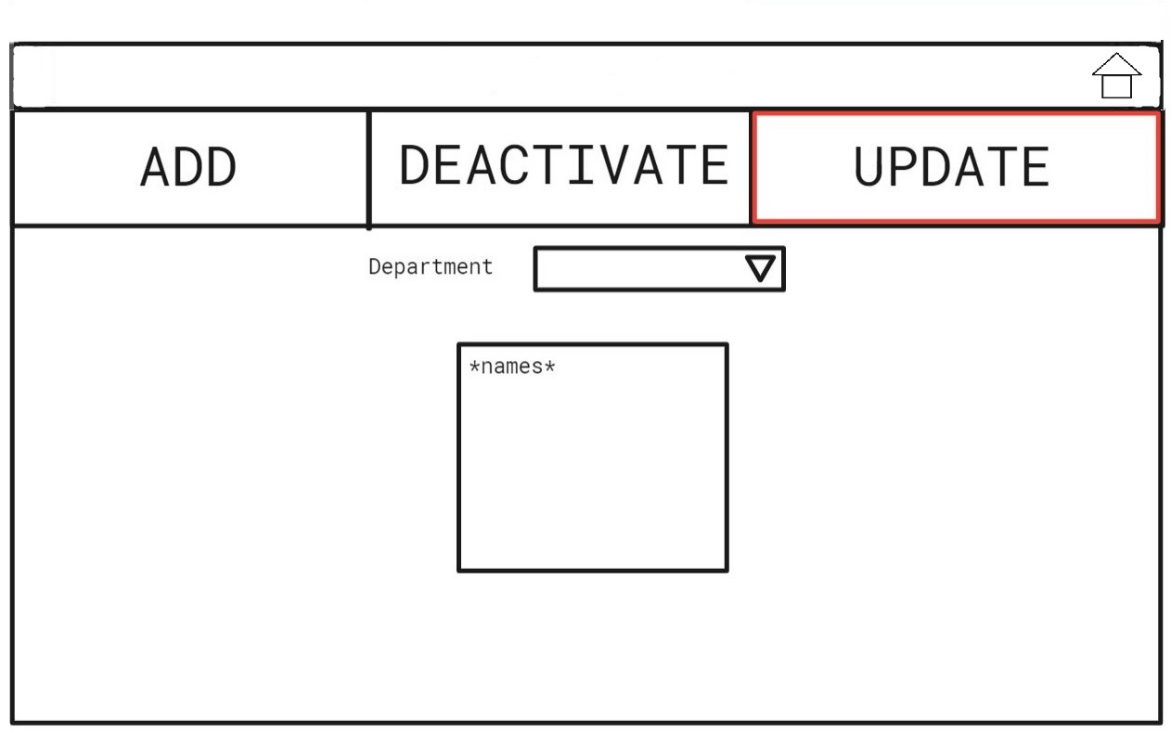 ADD
DEACTIVATE
UPDATE
Department
*names*